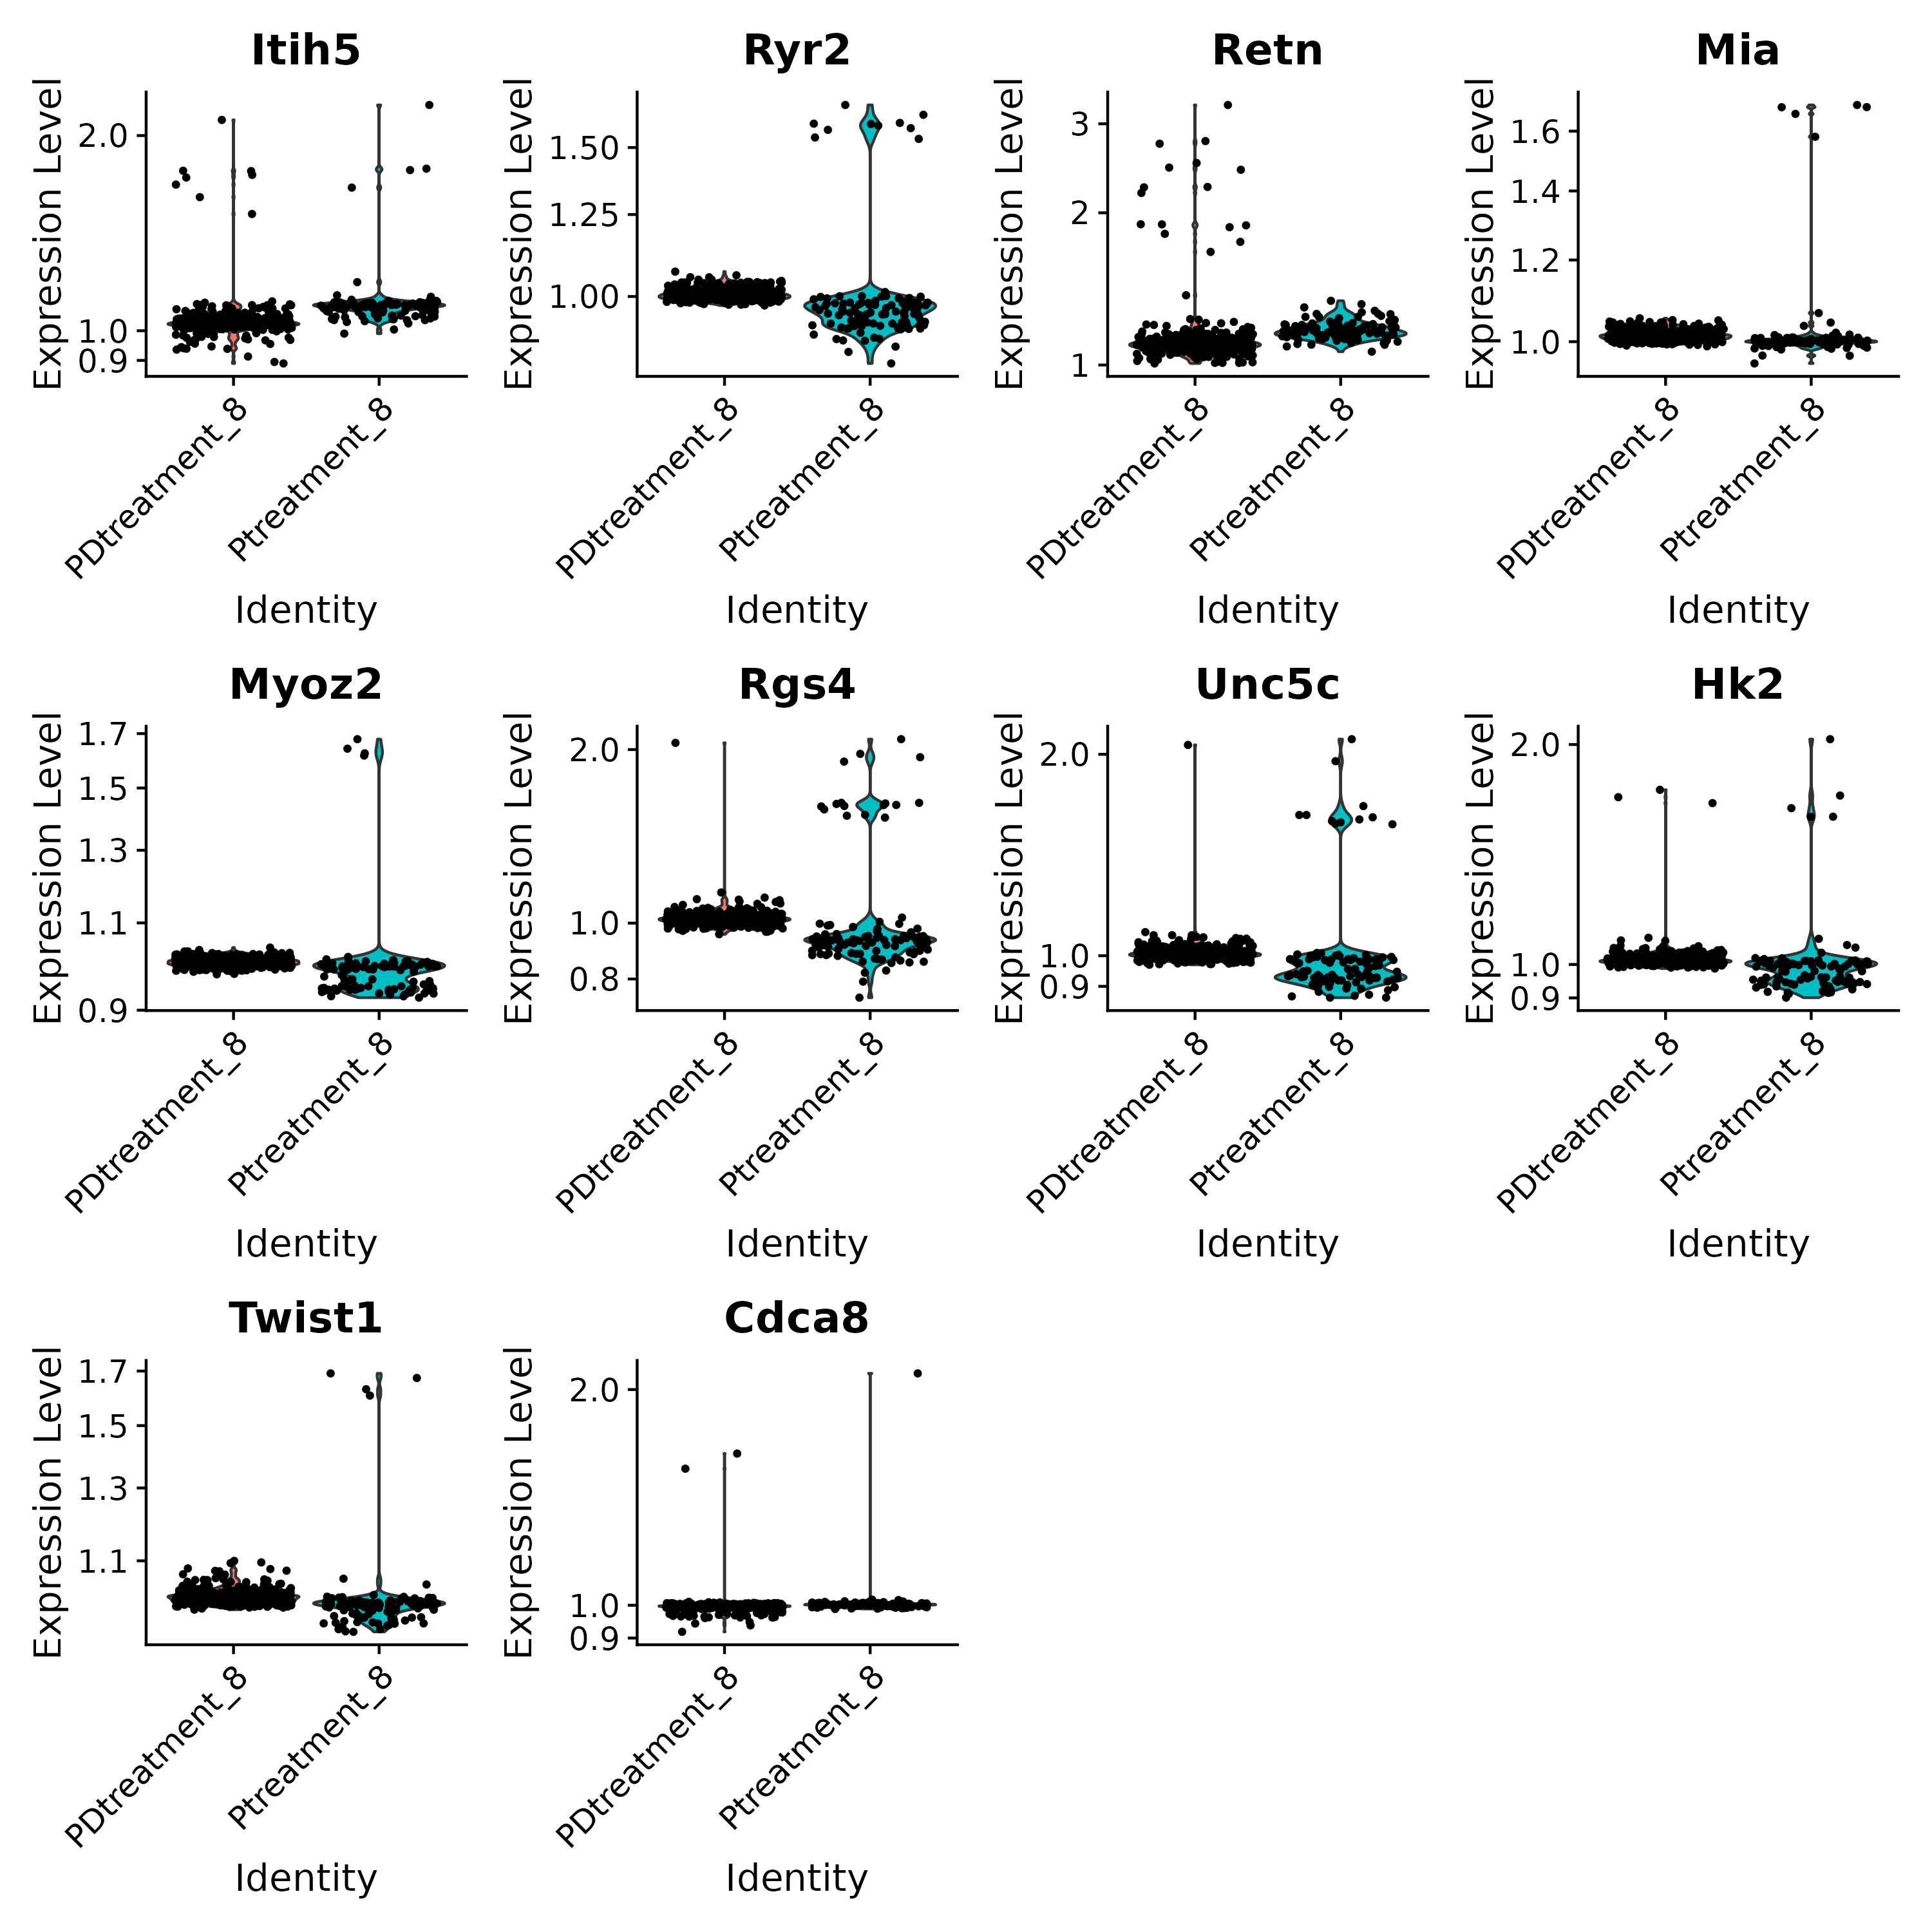 Itih5
Expression Level
2.0
1.0
0.9
PDtreatment_8
Ptreatment_8
Identity
Ryr2
Expression Level
1.50
1.25
1.00
PDtreatment_8
Ptreatment_8
Identity
Retn
Expression Level
3
2
1
PDtreatment_8
Ptreatment_8
Identity
Mia
Expression Level
1.6
1.4
1.2
1.0
PDtreatment_8
Ptreatment_8
Identity
Myoz2
Expression Level
1.7
1.5
1.3
1.1
0.9
PDtreatment_8
Ptreatment_8
Identity
Rgs4
Expression Level
2.0
1.0
0.8
PDtreatment_8
Ptreatment_8
Identity
Unc5c
Expression Level
2.0
1.0
0.9
PDtreatment_8
Ptreatment_8
Identity
Hk2
Expression Level
2.0
1.0
0.9
PDtreatment_8
Ptreatment_8
Identity
Twist1
Expression Level
1.7
1.5
1.3
1.1
PDtreatment_8
Ptreatment_8
Identity
Cdca8
Expression Level
2.0
1.0
0.9
PDtreatment_8
Ptreatment_8
Identity